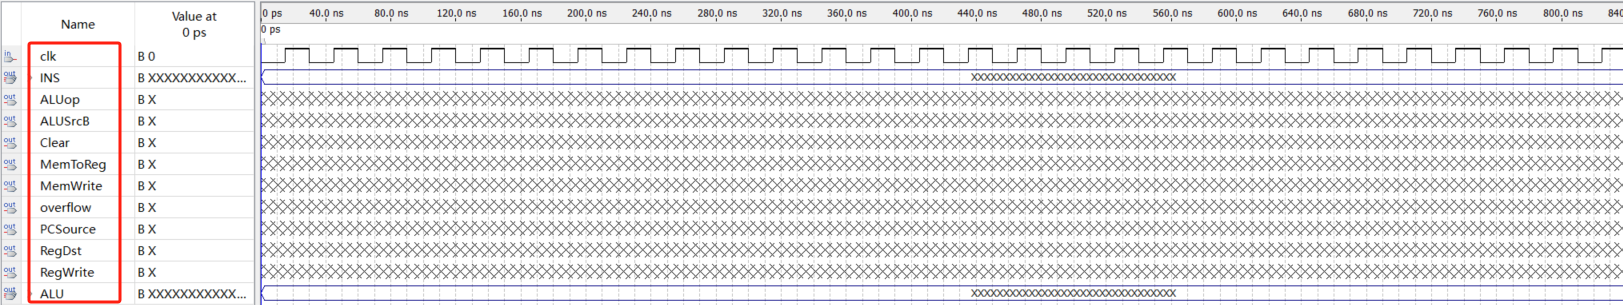 Name
Value at
0 ps
0 ps 40.0 ns 80.0 ns 120.0 ns 160.0 ns 200.0 ns 240.0 ns 280.0 ns 320.0 ns 360.0 ns 400.0 ns 440.0 ns 480.0 ns 520.0 ns 560.0 ns 600.0 ns 640.0 ns 680.0 ns 720.0 ns 760.0 ns 800.0 ns 840
0 ps
in clk B 0
out INS B XXXXXXXXXXX... XXXXXXXXXXXXXXXXXXXXXXXXXXXXXXXX
out ALUop B X
out ALUSrcB B X
out Clear B X
out MemToReg B X
out MemWrite B X
out overflow B X
out PCSource B X
out RegDst B X
out RegWrite B X
out ALU B XXXXXXXXXXX... XXXXXXXXXXXXXXXXXXXXXXXXXXXXXXXX